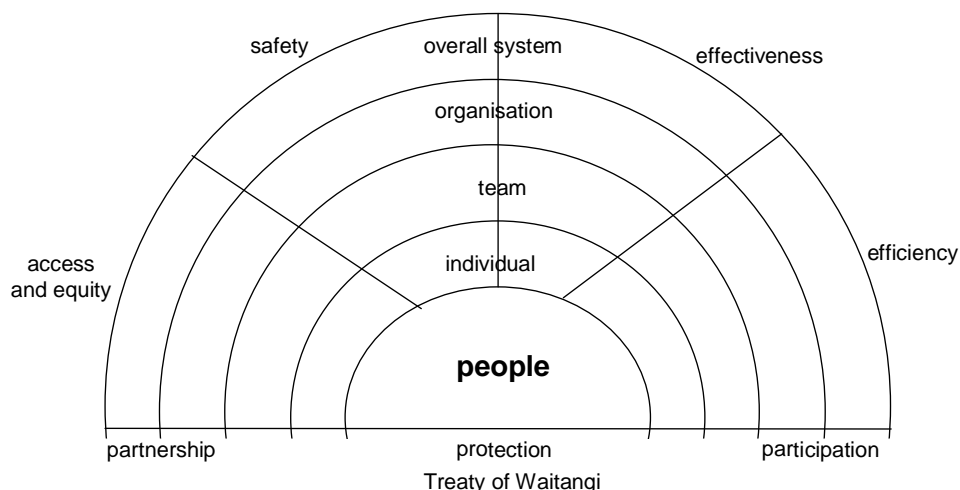 safety
overall system
effectiveness
organisation
team
access
and equity
individual
efficiency
people
partnership
protection
participation
Treaty of Waitangi